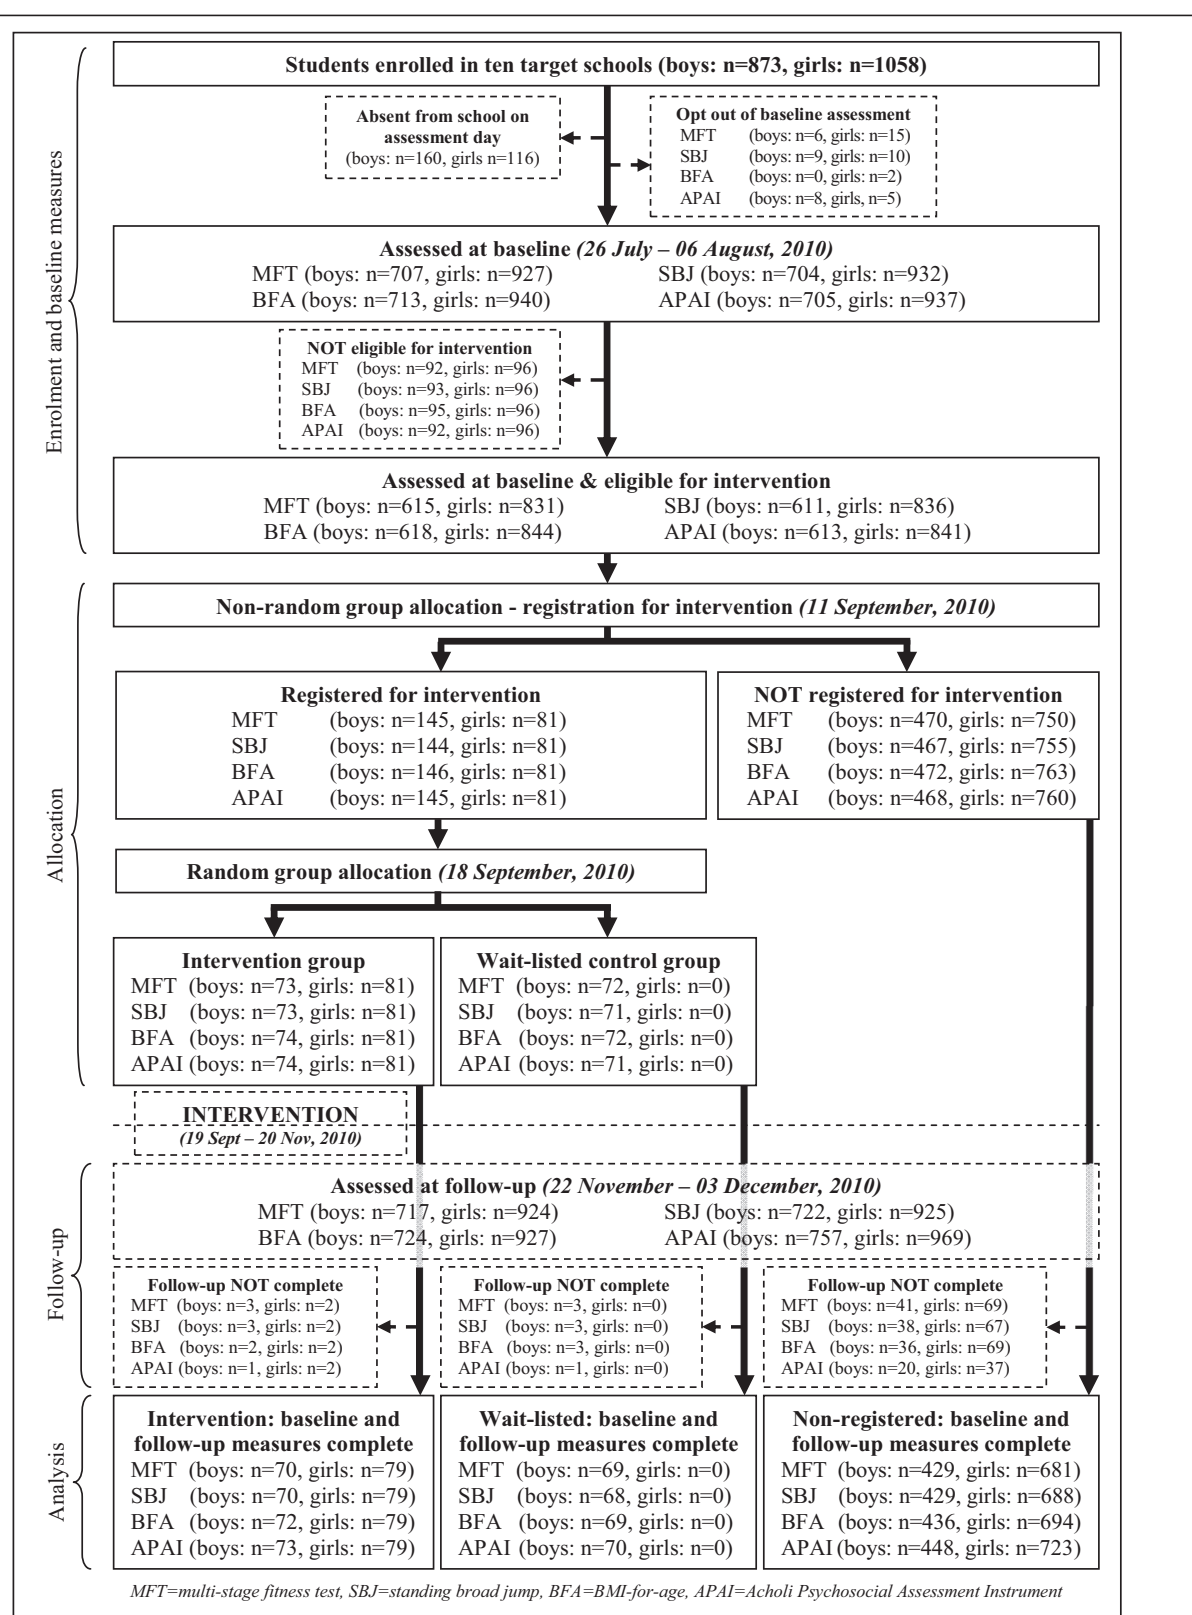 Students enrolled in ten target schools (boys: n=873, girls: n=1058)
Absent from school on
assessment day
(boys: n=160, girls n=116)
Opt out of baseline assessment
MFT (boys: n=6, girls: n=15)
SBJ (boys: n=9, girls: n=10)
BFA (boys: n=0, girls: n=2)
APAI (boys: n=8, girls, n=5)
Enrolment and baseline measures
Assessed at baseline (26 July – 06 August, 2010)
MFT (boys: n=707, girls: n=927) SBJ (boys: n=704, girls: n=932)
BFA (boys: n=713, girls: n=940) APAI (boys: n=705, girls: n=937)
NOT eligible for intervention
MFT (boys: n=92, girls: n=96)
SBJ (boys: n=93, girls: n=96)
BFA (boys: n=95, girls: n=96)
APAI (boys: n=92, girls: n=96)
Assessed at baseline & eligible for intervention
MFT (boys: n=615, girls: n=831) SBJ (boys: n=611, girls: n=836)
BFA (boys: n=618, girls: n=844) APAI (boys: n=613, girls: n=841)
Allocation
Non-random group allocation - registration for intervention (11 September, 2010)
Registered for intervention
MFT (boys: n=145, girls: n=81)
SBJ (boys: n=144, girls: n=81)
BFA (boys: n=146, girls: n=81)
APAI (boys: n=145, girls: n=81)
NOT registered for intervention
MFT (boys: n=470, girls: n=750)
SBJ (boys: n=467, girls: n=755)
BFA (boys: n=472, girls: n=763)
APAI (boys: n=468, girls: n=760)
Random group allocation (18 September, 2010)
Intervention group
MFT (boys: n=73, girls: n=81)
SBJ (boys: n=73, girls: n=81)
BFA (boys: n=74, girls: n=81)
APAI (boys: n=74, girls: n=81)
Wait-listed control group
MFT (boys: n=72, girls: n=0)
SBJ (boys: n=71, girls: n=0)
BFA (boys: n=72, girls: n=0)
APAI (boys: n=71, girls: n=0)
INTERVENTION
(19 Sept – 20 Nov, 2010)
Follow-up
Assessed at follow-up (22 November – 03 December, 2010)
MFT (boys: n=717, girls: n=924) SBJ (boys: n=722, girls: n=925)
BFA (boys: n=724, girls: n=927) APAI (boys: n=757, girls: n=969)
Follow-up NOT complete
MFT (boys: n=3, girls: n=2)
SBJ (boys: n=3, girls: n=2)
BFA (boys: n=2, girls: n=2)
APAI (boys: n=1, girls: n=2)
Follow-up NOT complete
MFT (boys: n=3, girls: n=0)
SBJ (boys: n=3, girls: n=0)
BFA (boys: n=3, girls: n=0)
APAI (boys: n=1, girls: n=0)
Follow-up NOT complete
MFT (boys: n=41, girls: n=69)
SBJ (boys: n=38, girls: n=67)
BFA (boys: n=36, girls: n=69)
APAI (boys: n=20, girls: n=37)
Analysis
Intervention: baseline and
follow-up measures complete
MFT (boys: n=70, girls: n=79)
SBJ (boys: n=70, girls: n=79)
BFA (boys: n=72, girls: n=79)
APAI (boys: n=73, girls: n=79)
Wait-listed: baseline and
follow-up measures complete
MFT (boys: n=69, girls: n=0)
SBJ (boys: n=68, girls: n=0)
BFA (boys: n=69, girls: n=0)
APAI (boys: n=70, girls: n=0)
Non-registered: baseline and
follow-up measures complete
MFT (boys: n=429, girls: n=681)
SBJ (boys: n=429, girls: n=688)
BFA (boys: n=436, girls: n=694)
APAI (boys: n=448, girls: n=723)
MFT=multi-stage fitness test, SBJ=standing broad jump, BFA=BMI-for-age, APAI=Acholi Psychosocial Assessment Instrument